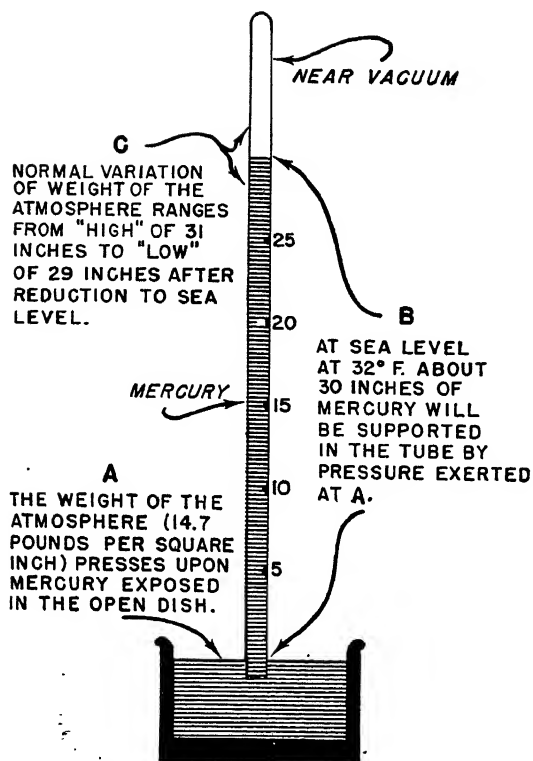 NEAR VACUUM
C
NORMAL VARIATION
OF WEIGHT OF THE
ATMOSPHERE RANGES
FROM "HIGH" OF 31
INCHES TO "LOW"
OF 29 INCHES AFTER
REDUCTION TO SEA
LEVEL.
25
20
B
AT SEA LEVEL
AT 32° F. ABOUT
30 INCHES OF
MERCURY WILL
BE SUPPORTED
IN THE TUBE BY
PRESSURE EXERTED
AT A.
MERCURY
15
10
A
THE WEIGHT OF THE
ATMOSPHERE (14.7
POUNDS PER SQUARE
INCH) PRESSES UPON
MERCURY EXPOSED
IN THE OPEN DISH.
5